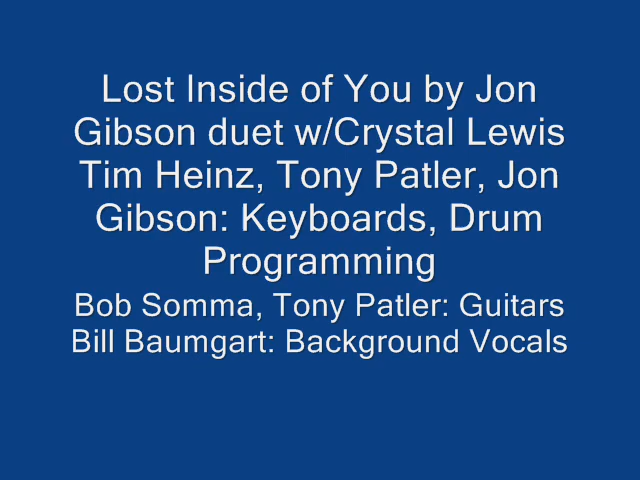 Lost Inside of You by Jon
Gibson duet w/Crystal Lewis
Tim Heinz, Tony Patler, Jon
Gibson: Keyboards, Drum
Programming
Bob Somma, Tony Patler: Guitars
Bill Baumgart: Background Vocals